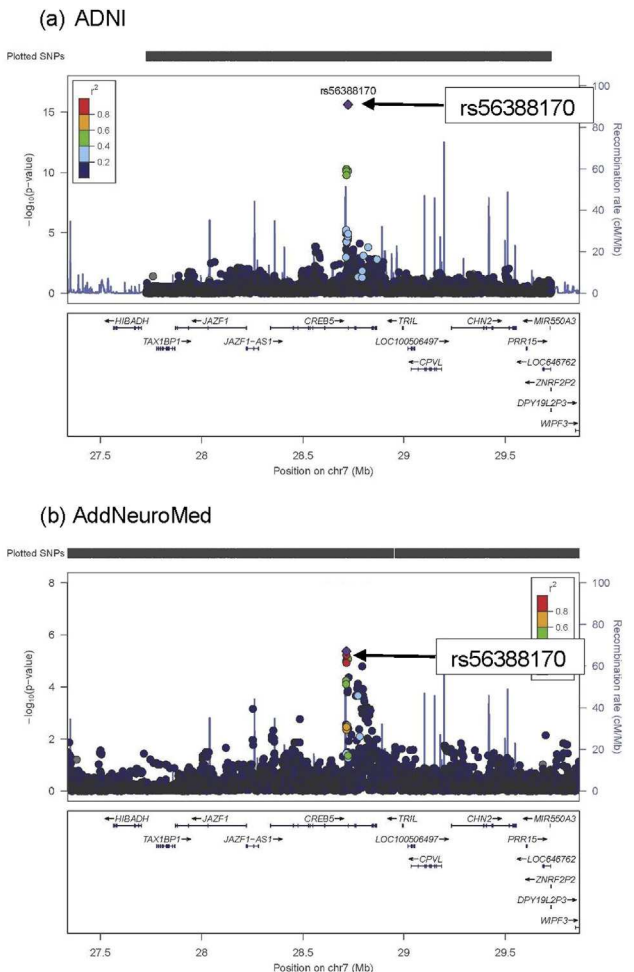 (a) ADNI
Plotted SNPs
rs56388170
rs56388170
r²
0.8
0.6
0.4
0.2
15
10
5
0
100
80
60
40
20
0
−log₁₀(p−value)
Recombination rate (cM/Mb)
←HIBADH
←JAZF1
CREB5→
←TRIL
CHN2→
←MIR550A3
TAX1BP1→
JAZF1−AS1→
LOC100506497→
PRR15→
←CPVL
←LOC646762
←ZNRF2P2
DPY19L2P3→
WIPF3→
27.5 28 28.5 29 29.5
Position on chr7 (Mb)
(b) AddNeuroMed
Plotted SNPs
r²
0.8
0.6
rs56388170
8
6
4
2
0
100
80
60
40
20
0
−log₁₀(p−value)
Recombination rate (cM/Mb)
←HIBADH
←JAZF1
CREB5→
←TRIL
CHN2→
←MIR550A3
TAX1BP1→
JAZF1−AS1→
LOC100506497→
PRR15→
←CPVL
←LOC646762
←ZNRF2P2
DPY19L2P3→
WIPF3→
27.5 28 28.5 29 29.5
Position on chr7 (Mb)